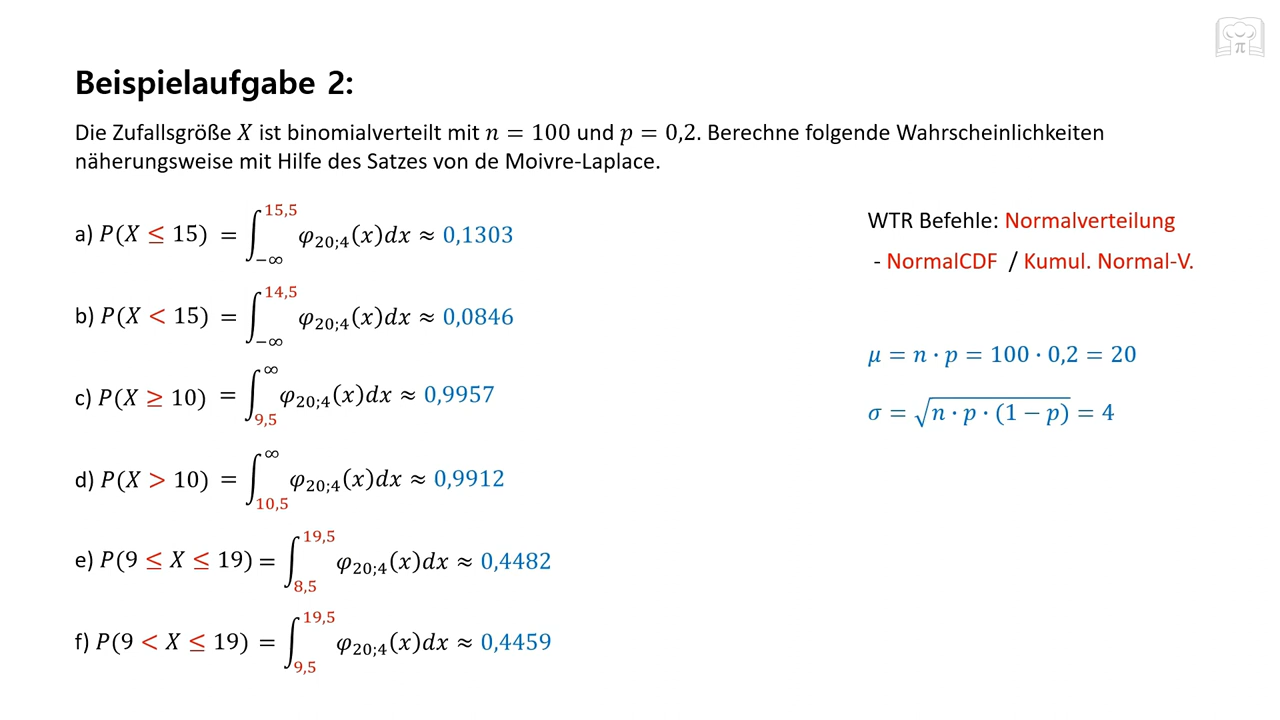 Beispielaufgabe 2:
Die Zufallsgröße X ist binomialverteilt mit n = 100 und p = 0,2. Berechne folgende Wahrscheinlichkeiten
näherungsweise mit Hilfe des Satzes von de Moivre-Laplace.
a) P(X ≤ 15) = ∫_{−∞}^{15,5} φ_{20;4}(x)dx ≈ 0,1303
b) P(X < 15) = ∫_{−∞}^{14,5} φ_{20;4}(x)dx ≈ 0,0846
c) P(X ≥ 10) = ∫_{9,5}^{∞} φ_{20;4}(x)dx ≈ 0,9957
d) P(X > 10) = ∫_{10,5}^{∞} φ_{20;4}(x)dx ≈ 0,9912
e) P(9 ≤ X ≤ 19) = ∫_{8,5}^{19,5} φ_{20;4}(x)dx ≈ 0,4482
f) P(9 < X ≤ 19) = ∫_{9,5}^{19,5} φ_{20;4}(x)dx ≈ 0,4459
WTR Befehle: Normalverteilung
- NormalCDF / Kumul. Normal-V.
μ = n · p = 100 · 0,2 = 20
σ = √(n · p · (1 − p)) = 4
π